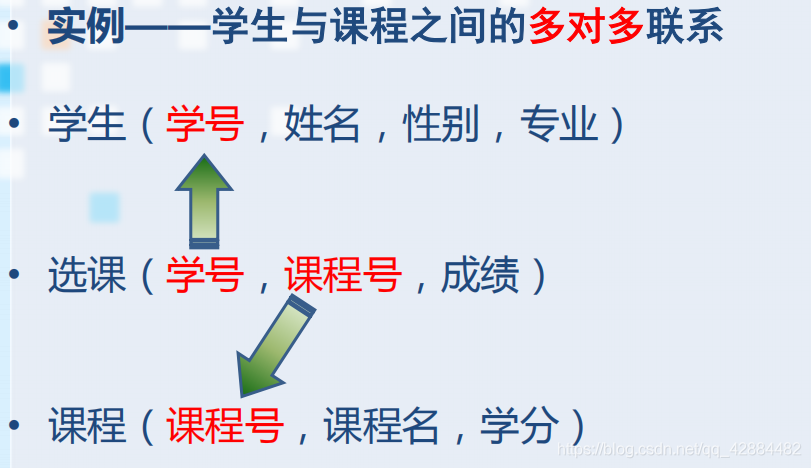 • 实例——学生与课程之间的多对多联系
• 学生（学号，姓名，性别，专业）
• 选课（学号，课程号，成绩）
• 课程（课程号，课程名，学分）
https://blog.csdn.net/qq_42884482